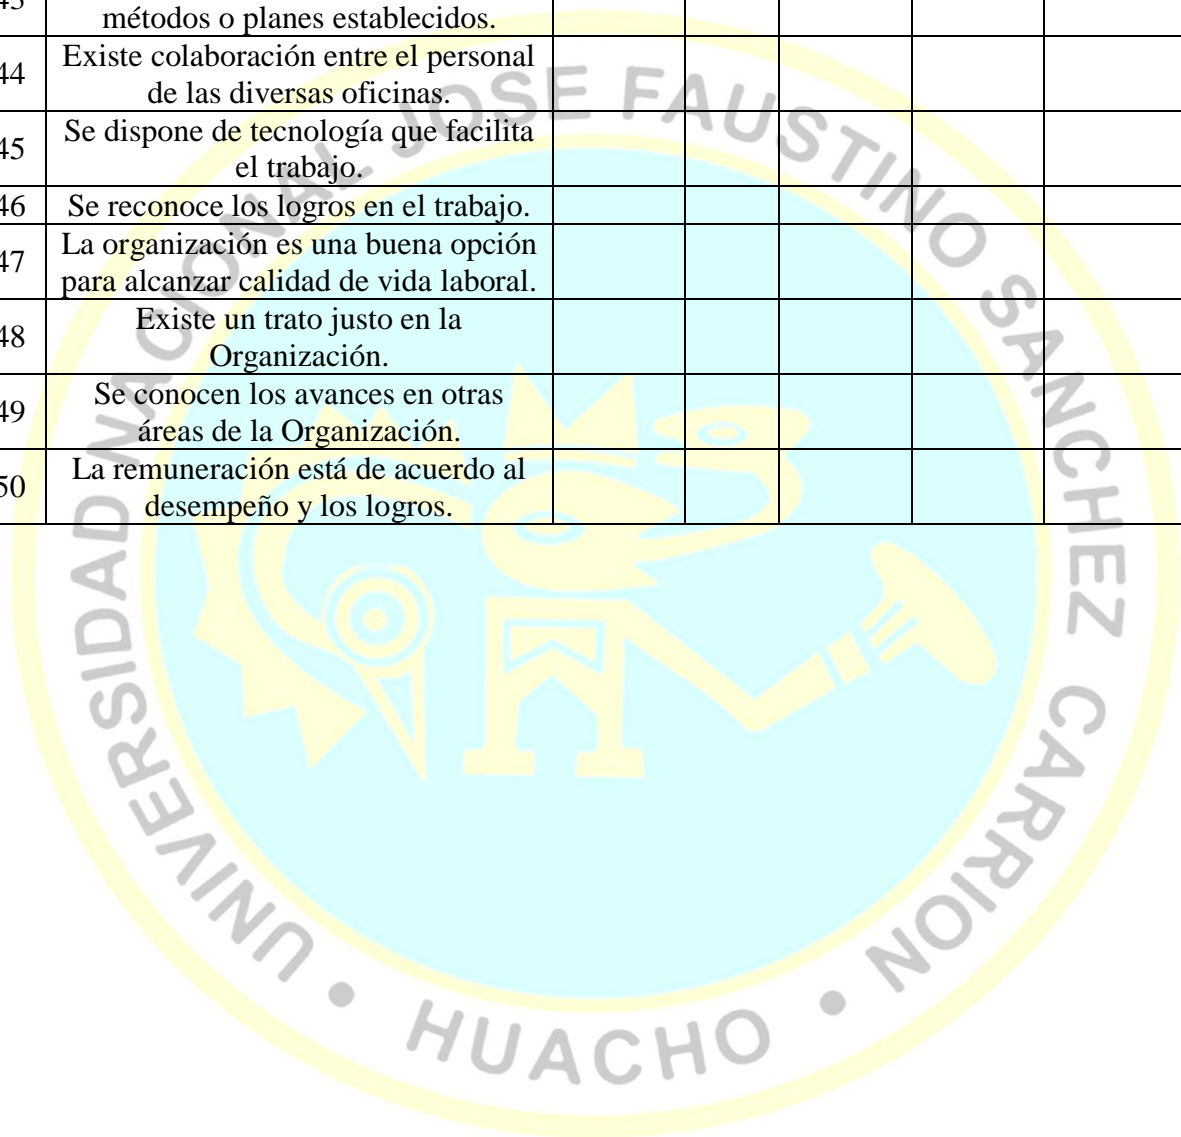 métodos o planes establecidos.
44
Existe colaboración entre el personal
de las diversas oficinas.
45
Se dispone de tecnología que facilita
el trabajo.
46
Se reconoce los logros en el trabajo.
47
La organización es una buena opción
para alcanzar calidad de vida laboral.
48
Existe un trato justo en la
Organización.
49
Se conocen los avances en otras
áreas de la Organización.
50
La remuneración está de acuerdo al
desempeño y los logros.
UNIVERSIDAD NACIONAL JOSE FAUSTINO SANCHEZ CARRION
• HUACHO •